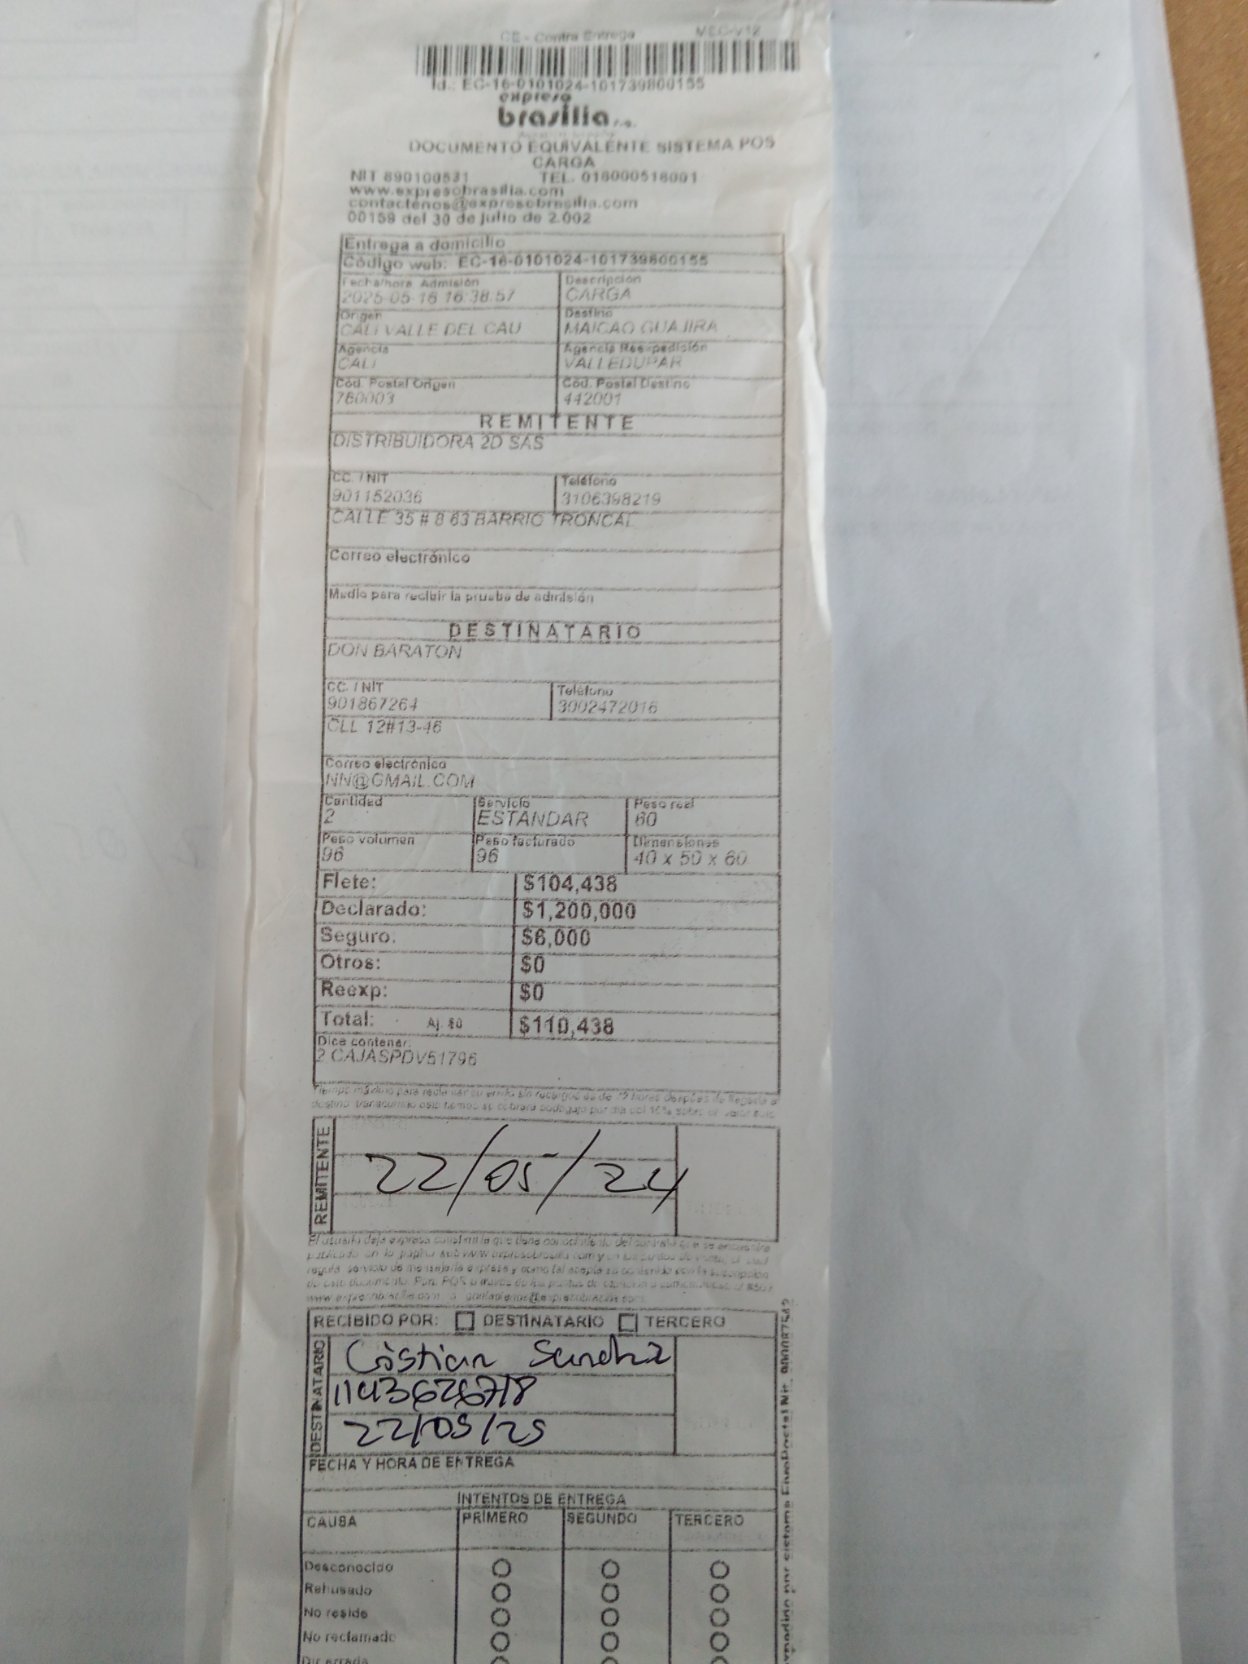 CE - Contra Entrega MEC-V12
Id.: EC-16-0101024-101739800155
expreso
brasilia s.a.
DOCUMENTO EQUIVALENTE SISTEMA POS
CARGA
NIT 890100531 TEL. 018000518001
www.expresobrasilia.com
contactenos@expresobrasilia.com
00159 del 30 de julio de 2.002
Entrega a domicilio
Código web: EC-16-0101024-101739800155
Fecha/hora Admisión Descripción
2025-05-16 16:38:57 CARGA
Origen Destino
CALI VALLE DEL CAU MAICAO GUAJIRA
Agencia Agencia Reexpedición
CALI VALLEDUPAR
Cód. Postal Origen Cód. Postal Destino
760003 442001
REMITENTE
DISTRIBUIDORA 2D SAS
CC. / NIT Teléfono
901152036 3106398219
CALLE 35 # 8 63 BARRIO TRONCAL
Correo electrónico
Medio para recibir la prueba de admisión
DESTINATARIO
DON BARATON
CC. / NIT Teléfono
901867264 3002472016
CLL 12#13-46
Correo electrónico
NN@GMAIL.COM
Cantidad Servicio Peso real
2 ESTANDAR 60
Peso volumen Peso facturado Dimensiones
96 96 40 x 50 x 60
Flete: $104,438
Declarado: $1,200,000
Seguro: $6,000
Otros: $0
Reexp: $0
Total: Aj. $0 $110,438
Dice contener:
2 CAJASPDV51796
REMITENTE
22/05/24
RECIBIDO POR: DESTINATARIO TERCERO
DESTINATARIO
Cristian
1143626718
22/05/25
FECHA Y HORA DE ENTREGA
INTENTOS DE ENTREGA
CAUSA PRIMERO SEGUNDO TERCERO
Desconocido
Rehusado
No reside
No reclamado
Dir errada